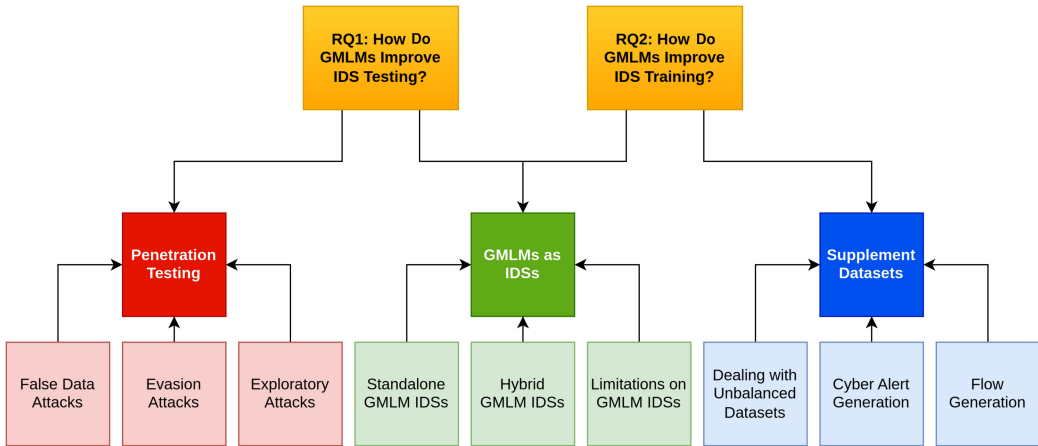 RQ1: How Do
GMLMs Improve
IDS Testing?
RQ2: How Do
GMLMs Improve
IDS Training?
Penetration
Testing
GMLMs as
IDSs
Supplement
Datasets
False Data
Attacks
Evasion
Attacks
Exploratory
Attacks
Standalone
GMLM IDSs
Hybrid
GMLM IDSs
Limitations on
GMLM IDSs
Dealing with
Unbalanced
Datasets
Cyber Alert
Generation
Flow
Generation